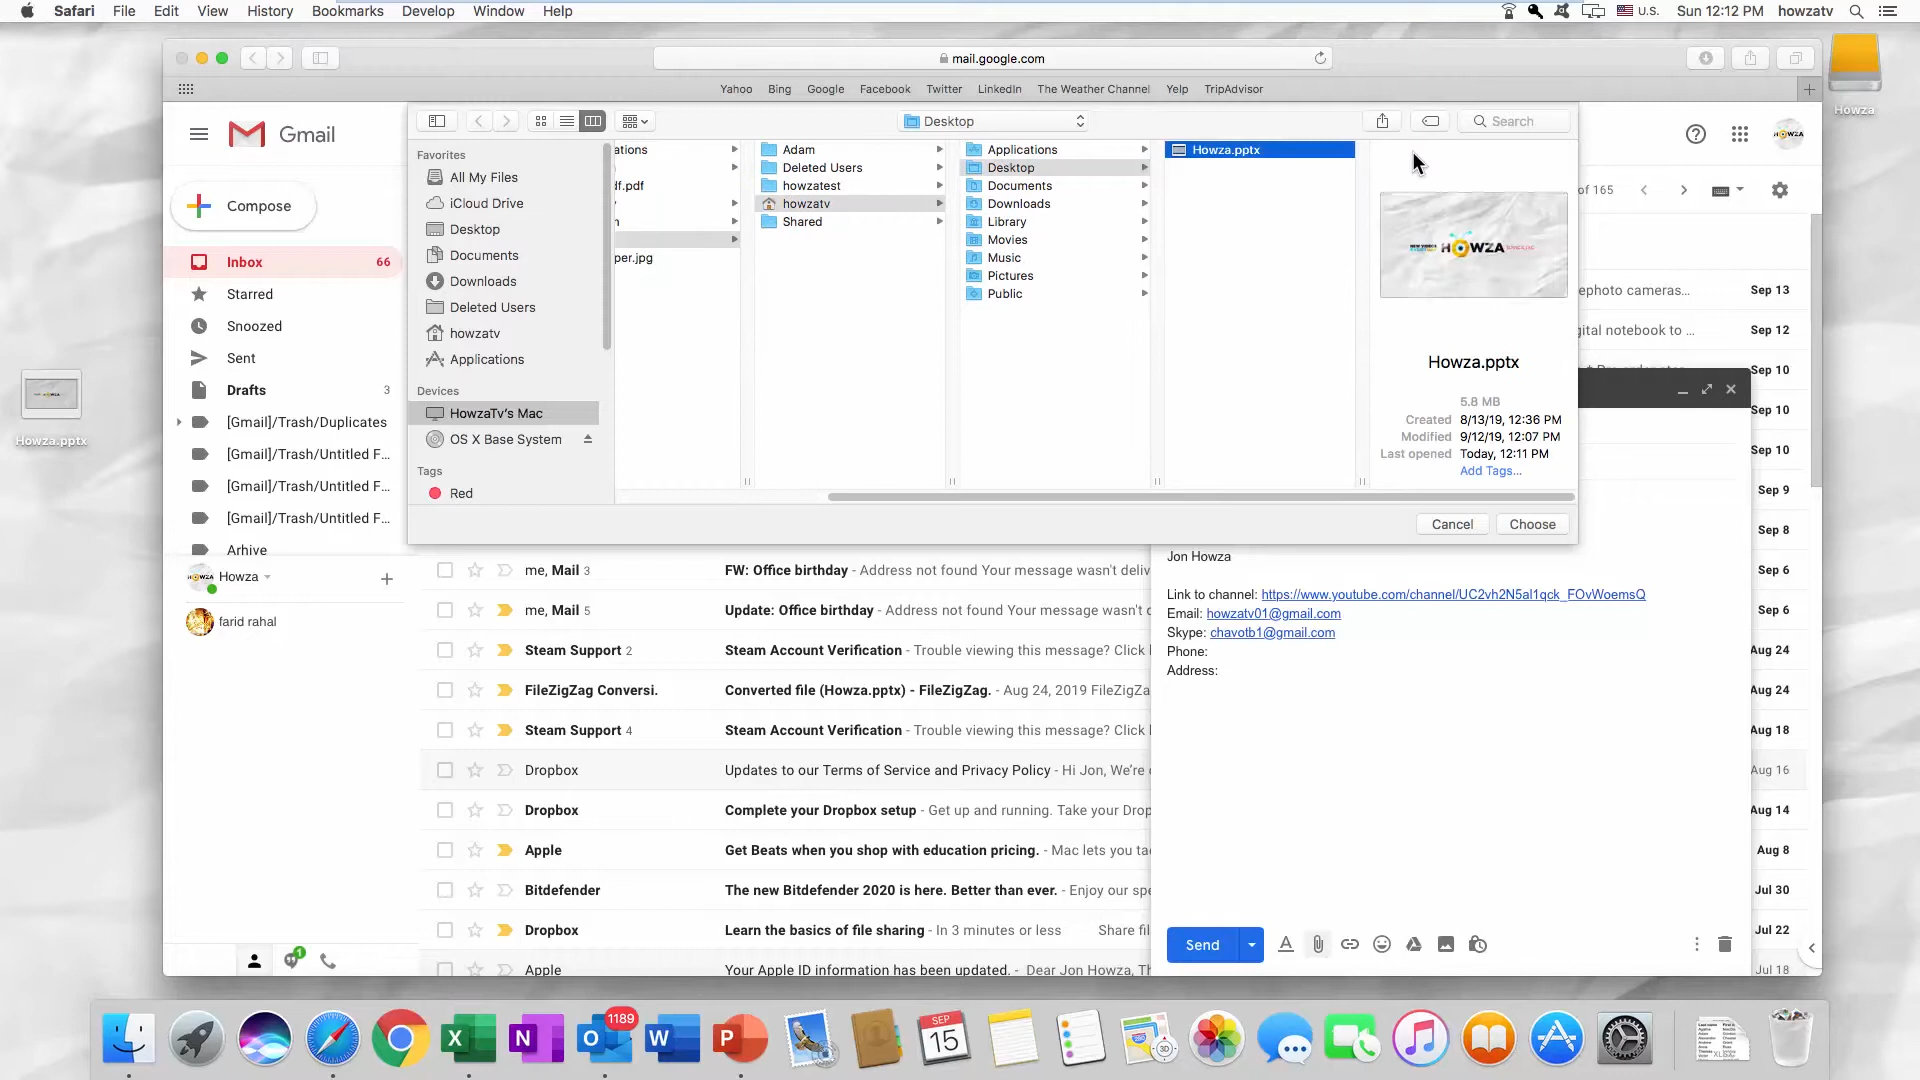 Safari File Edit View History Bookmarks Develop Window Help
U.S. Sun 12:12 PM howzatv
mail.google.com
Yahoo Bing Google Facebook Twitter LinkedIn The Weather Channel Yelp TripAdvisor
Howza
Gmail
Desktop
Search
HOWZA
Compose
of 165
Inbox 66
Starred
Snoozed
Sent
Drafts 3
[Gmail]/Trash/Duplicates
[Gmail]/Trash/Untitled F...
[Gmail]/Trash/Untitled F...
[Gmail]/Trash/Untitled F...
Arhive
Howza
farid rahal
Howza.pptx
Favorites
All My Files
iCloud Drive
Desktop
Documents
Downloads
Deleted Users
howzatv
Applications
Devices
HowzaTv's Mac
OS X Base System
Tags
Red
ations
df.pdf
per.jpg
Adam
Deleted Users
howzatest
howzatv
Shared
Applications
Desktop
Documents
Downloads
Library
Movies
Music
Pictures
Public
Howza.pptx
HOWZA
Howza.pptx
5.8 MB
Created 8/13/19, 12:36 PM
Modified 9/12/19, 12:07 PM
Last opened Today, 12:11 PM
Add Tags...
Cancel Choose
ephoto cameras... Sep 13
gital notebook to ... Sep 12
Sep 10
Sep 10
Sep 10
Sep 9
Sep 8
Sep 6
Sep 6
Aug 24
Aug 24
Aug 18
Aug 16
Aug 14
Aug 8
Jul 30
Jul 22
Jul 18
me, Mail 3 FW: Office birthday - Address not found Your message wasn't deliv
me, Mail 5 Update: Office birthday - Address not found Your message wasn't d
Steam Support 2 Steam Account Verification - Trouble viewing this message? Click
FileZigZag Conversi. Converted file (Howza.pptx) - FileZigZag. - Aug 24, 2019 FileZigZa
Steam Support 4 Steam Account Verification - Trouble viewing this message? Click
Dropbox Updates to our Terms of Service and Privacy Policy - Hi Jon, We're
Dropbox Complete your Dropbox setup - Get up and running. Take your Drop
Apple Get Beats when you shop with education pricing. - Mac lets you ta
Bitdefender The new Bitdefender 2020 is here. Better than ever. - Enjoy our spe
Dropbox Learn the basics of file sharing - In 3 minutes or less Share fil
Apple Your Apple ID information has been updated. - Dear Jon Howza, Th
Jon Howza
Link to channel: https://www.youtube.com/channel/UC2vh2N5aI1qck_FOvWoemsQ
Email: howzatv01@gmail.com
Skype: chavotb1@gmail.com
Phone:
Address:
Send
1
1189
SEP
15